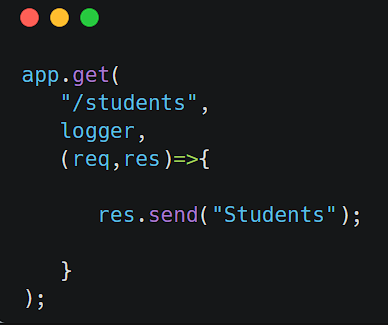 app.get(
"/students",
logger,
(req,res)=>{
res.send("Students");
}
);